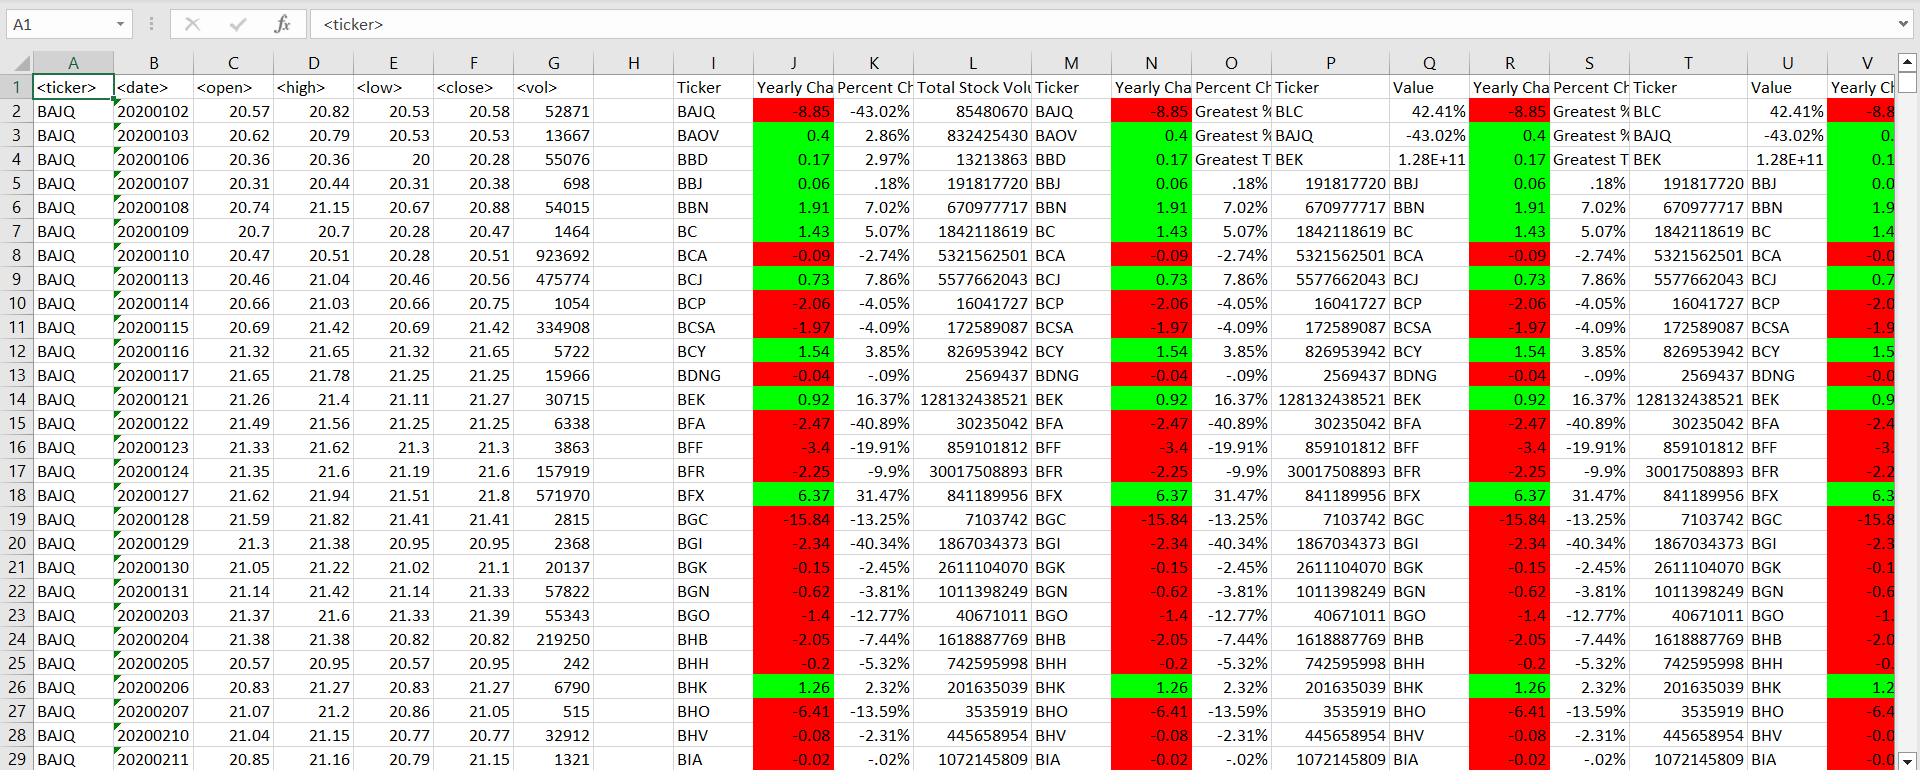 A1 fx <ticker>
A B C D E F G H I J K L M N O P Q R S T U V
1 <ticker> <date> <open> <high> <low> <close> <vol> Ticker Yearly Cha Percent Ch Total Stock Volu Ticker Yearly Cha Percent Ch Ticker Value Yearly Cha Percent Ch Ticker Value Yearly Ch
2 BAJQ 20200102 20.57 20.82 20.53 20.58 52871 BAJQ -8.85 -43.02% 85480670 BAJQ -8.85 Greatest % BLC 42.41% -8.85 Greatest % BLC 42.41% -8.8
3 BAJQ 20200103 20.62 20.79 20.53 20.53 13667 BAOV 0.4 2.86% 832425430 BAOV 0.4 Greatest % BAJQ -43.02% 0.4 Greatest % BAJQ -43.02% 0.
4 BAJQ 20200106 20.36 20.36 20 20.28 55076 BBD 0.17 2.97% 13213863 BBD 0.17 Greatest T BEK 1.28E+11 0.17 Greatest T BEK 1.28E+11 0.1
5 BAJQ 20200107 20.31 20.44 20.31 20.38 698 BBJ 0.06 .18% 191817720 BBJ 0.06 .18% 191817720 BBJ 0.06 .18% 191817720 BBJ 0.0
6 BAJQ 20200108 20.74 21.15 20.67 20.88 54015 BBN 1.91 7.02% 670977717 BBN 1.91 7.02% 670977717 BBN 1.91 7.02% 670977717 BBN 1.9
7 BAJQ 20200109 20.7 20.7 20.28 20.47 1464 BC 1.43 5.07% 1842118619 BC 1.43 5.07% 1842118619 BC 1.43 5.07% 1842118619 BC 1.4
8 BAJQ 20200110 20.47 20.51 20.28 20.51 923692 BCA -0.09 -2.74% 5321562501 BCA -0.09 -2.74% 5321562501 BCA -0.09 -2.74% 5321562501 BCA -0.0
9 BAJQ 20200113 20.46 21.04 20.46 20.56 475774 BCJ 0.73 7.86% 5577662043 BCJ 0.73 7.86% 5577662043 BCJ 0.73 7.86% 5577662043 BCJ 0.7
10 BAJQ 20200114 20.66 21.03 20.66 20.75 1054 BCP -2.06 -4.05% 16041727 BCP -2.06 -4.05% 16041727 BCP -2.06 -4.05% 16041727 BCP -2.0
11 BAJQ 20200115 20.69 21.42 20.69 21.42 334908 BCSA -1.97 -4.09% 172589087 BCSA -1.97 -4.09% 172589087 BCSA -1.97 -4.09% 172589087 BCSA -1.9
12 BAJQ 20200116 21.32 21.65 21.32 21.65 5722 BCY 1.54 3.85% 826953942 BCY 1.54 3.85% 826953942 BCY 1.54 3.85% 826953942 BCY 1.5
13 BAJQ 20200117 21.65 21.78 21.25 21.25 15966 BDNG -0.04 -.09% 2569437 BDNG -0.04 -.09% 2569437 BDNG -0.04 -.09% 2569437 BDNG -0.0
14 BAJQ 20200121 21.26 21.4 21.11 21.27 30715 BEK 0.92 16.37% 128132438521 BEK 0.92 16.37% 128132438521 BEK 0.92 16.37% 128132438521 BEK 0.9
15 BAJQ 20200122 21.49 21.56 21.25 21.25 6338 BFA -2.47 -40.89% 30235042 BFA -2.47 -40.89% 30235042 BFA -2.47 -40.89% 30235042 BFA -2.4
16 BAJQ 20200123 21.33 21.62 21.3 21.3 3863 BFF -3.4 -19.91% 859101812 BFF -3.4 -19.91% 859101812 BFF -3.4 -19.91% 859101812 BFF -3.
17 BAJQ 20200124 21.35 21.6 21.19 21.6 157919 BFR -2.25 -9.9% 30017508893 BFR -2.25 -9.9% 30017508893 BFR -2.25 -9.9% 30017508893 BFR -2.2
18 BAJQ 20200127 21.62 21.94 21.51 21.8 571970 BFX 6.37 31.47% 841189956 BFX 6.37 31.47% 841189956 BFX 6.37 31.47% 841189956 BFX 6.3
19 BAJQ 20200128 21.59 21.82 21.41 21.41 2815 BGC -15.84 -13.25% 7103742 BGC -15.84 -13.25% 7103742 BGC -15.84 -13.25% 7103742 BGC -15.8
20 BAJQ 20200129 21.3 21.38 20.95 20.95 2368 BGI -2.34 -40.34% 1867034373 BGI -2.34 -40.34% 1867034373 BGI -2.34 -40.34% 1867034373 BGI -2.3
21 BAJQ 20200130 21.05 21.22 21.02 21.1 20137 BGK -0.15 -2.45% 2611104070 BGK -0.15 -2.45% 2611104070 BGK -0.15 -2.45% 2611104070 BGK -0.1
22 BAJQ 20200131 21.14 21.42 21.14 21.33 57822 BGN -0.62 -3.81% 1011398249 BGN -0.62 -3.81% 1011398249 BGN -0.62 -3.81% 1011398249 BGN -0.6
23 BAJQ 20200203 21.37 21.6 21.33 21.39 55343 BGO -1.4 -12.77% 40671011 BGO -1.4 -12.77% 40671011 BGO -1.4 -12.77% 40671011 BGO -1.
24 BAJQ 20200204 21.38 21.38 20.82 20.82 219250 BHB -2.05 -7.44% 1618887769 BHB -2.05 -7.44% 1618887769 BHB -2.05 -7.44% 1618887769 BHB -2.0
25 BAJQ 20200205 20.57 20.95 20.57 20.95 242 BHH -0.2 -5.32% 742595998 BHH -0.2 -5.32% 742595998 BHH -0.2 -5.32% 742595998 BHH -0.
26 BAJQ 20200206 20.83 21.27 20.83 21.27 6790 BHK 1.26 2.32% 201635039 BHK 1.26 2.32% 201635039 BHK 1.26 2.32% 201635039 BHK 1.2
27 BAJQ 20200207 21.07 21.2 20.86 21.05 515 BHO -6.41 -13.59% 3535919 BHO -6.41 -13.59% 3535919 BHO -6.41 -13.59% 3535919 BHO -6.4
28 BAJQ 20200210 21.04 21.15 20.77 20.77 32912 BHV -0.08 -2.31% 445658954 BHV -0.08 -2.31% 445658954 BHV -0.08 -2.31% 445658954 BHV -0.0
29 BAJQ 20200211 20.85 21.16 20.79 21.15 1321 BIA -0.02 -.02% 1072145809 BIA -0.02 -.02% 1072145809 BIA -0.02 -.02% 1072145809 BIA -0.0